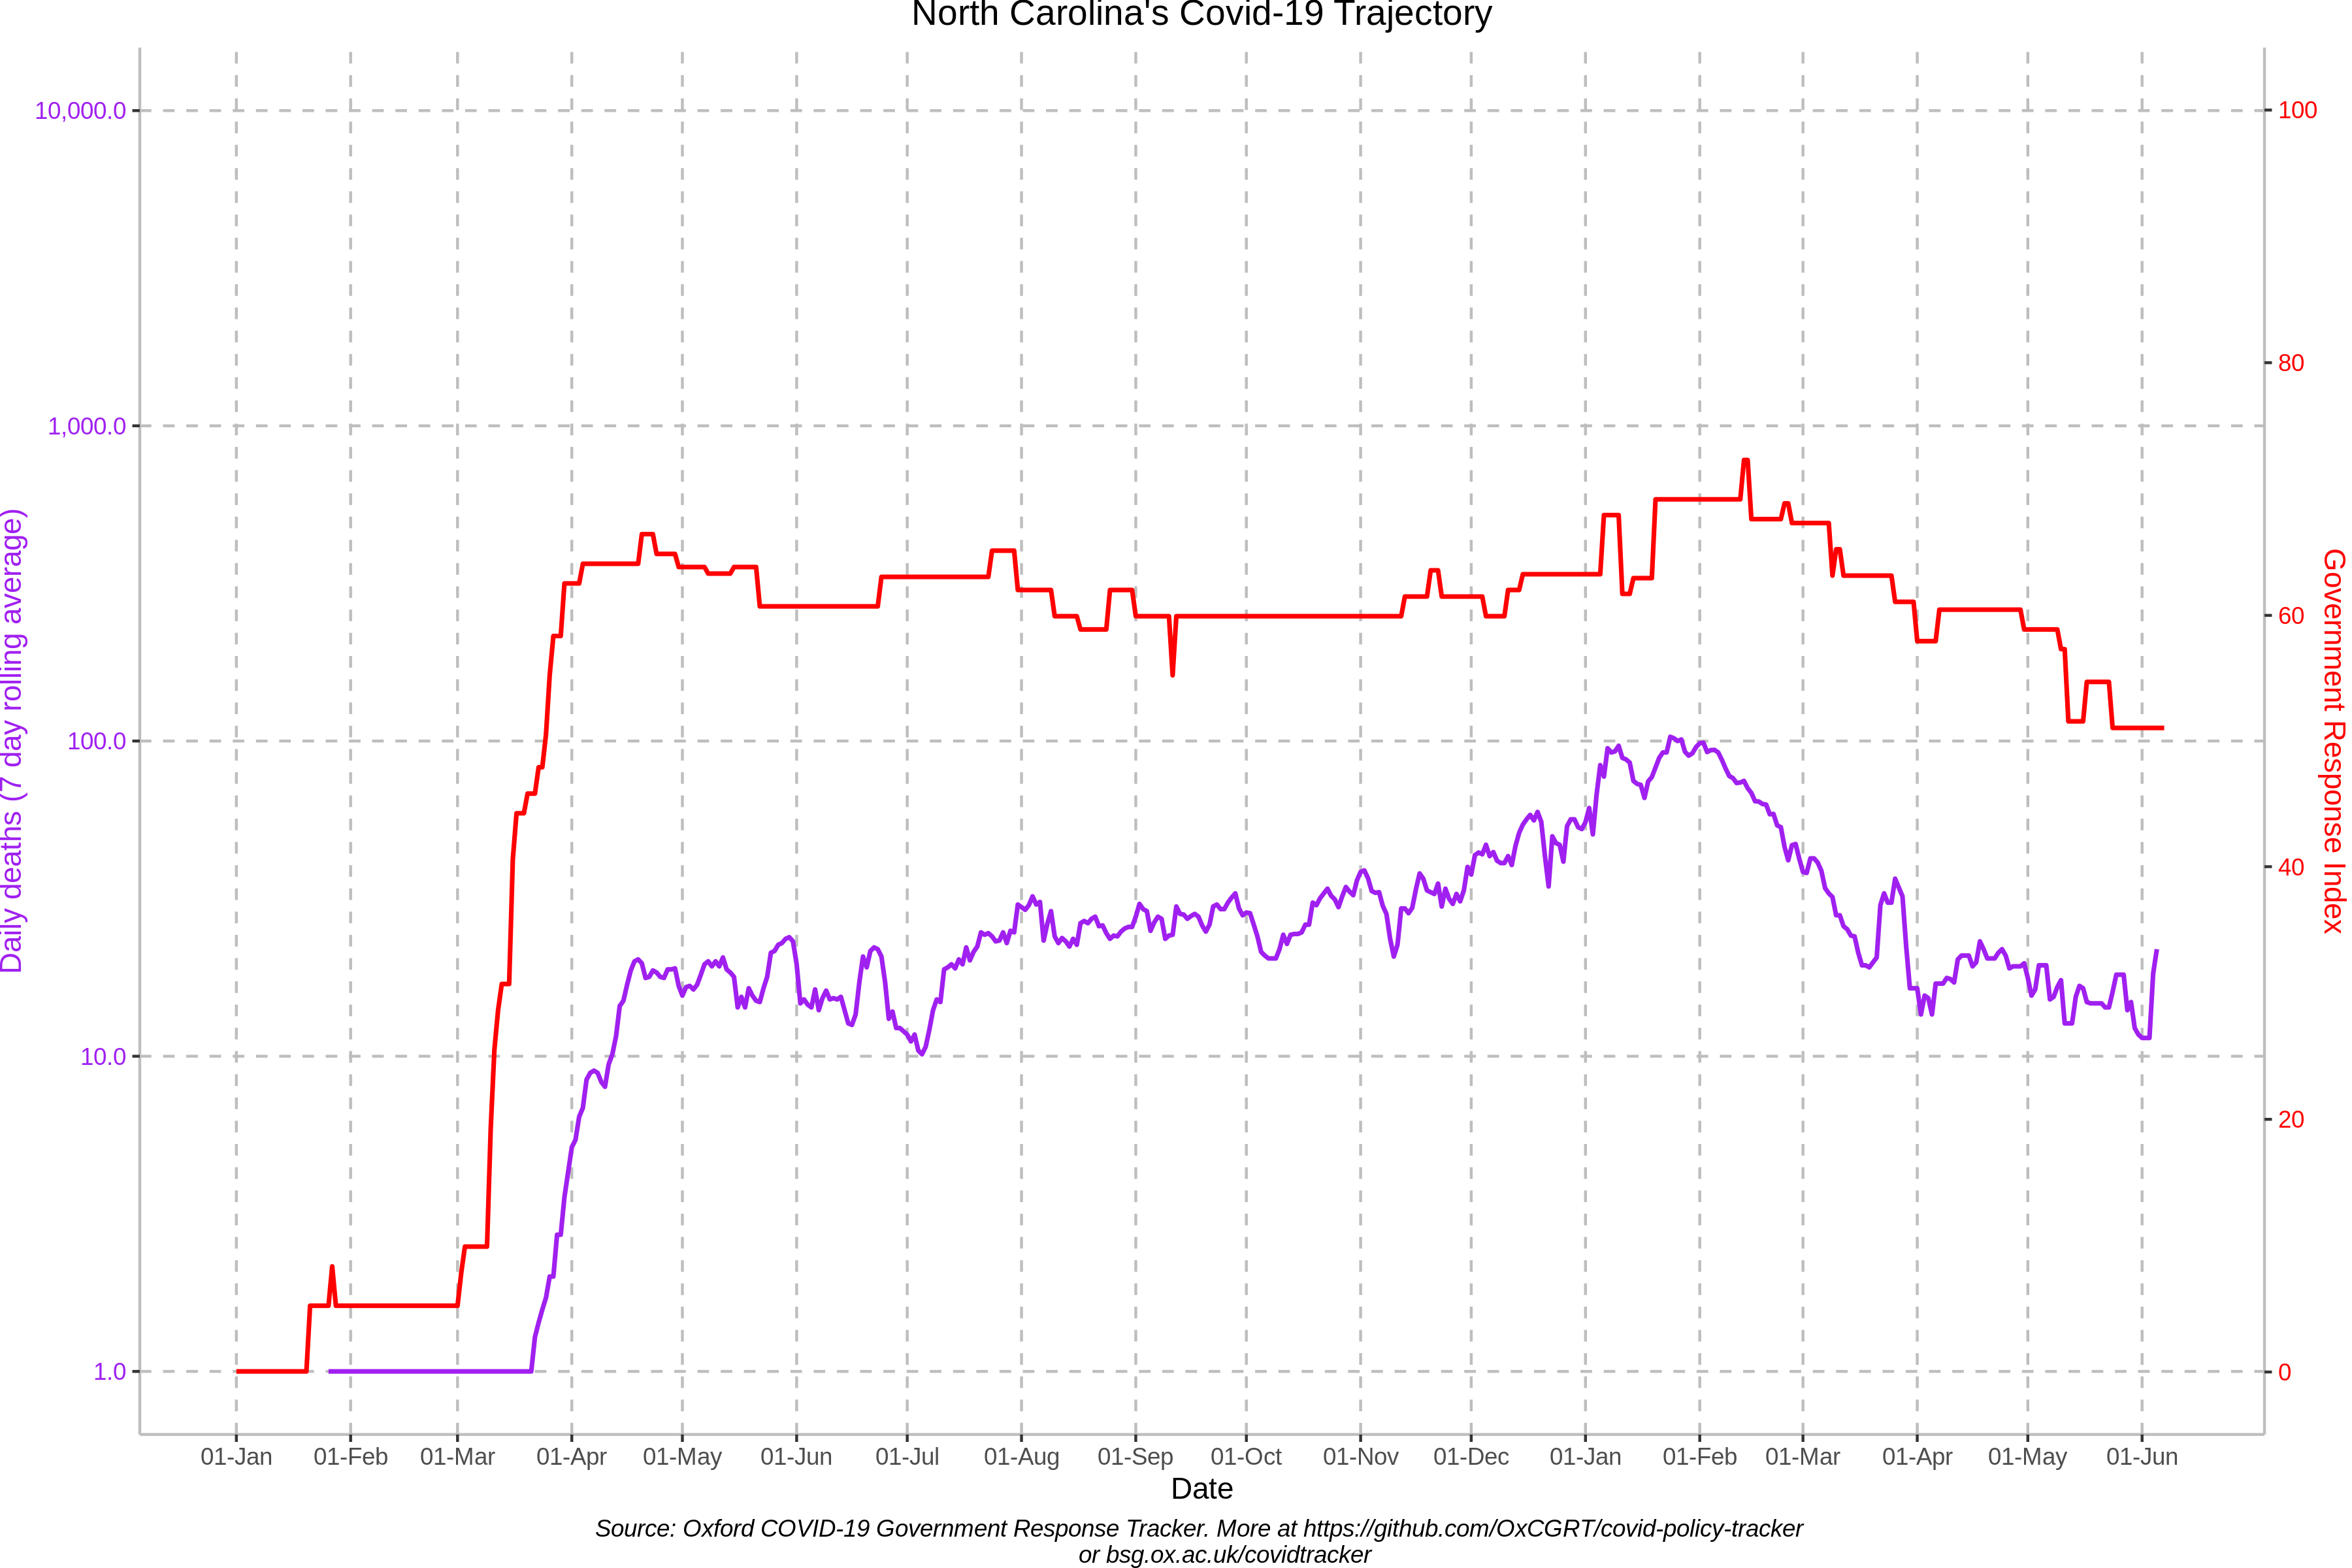 North Carolina's Covid-19 Trajectory
10,000.0
1,000.0
100.0
10.0
1.0
Daily deaths (7 day rolling average)
100
80
60
40
20
0
Government Response Index
01-Jan 01-Feb 01-Mar 01-Apr 01-May 01-Jun 01-Jul 01-Aug 01-Sep 01-Oct 01-Nov 01-Dec 01-Jan 01-Feb 01-Mar 01-Apr 01-May 01-Jun
Date
Source: Oxford COVID-19 Government Response Tracker. More at https://github.com/OxCGRT/covid-policy-tracker
or bsg.ox.ac.uk/covidtracker